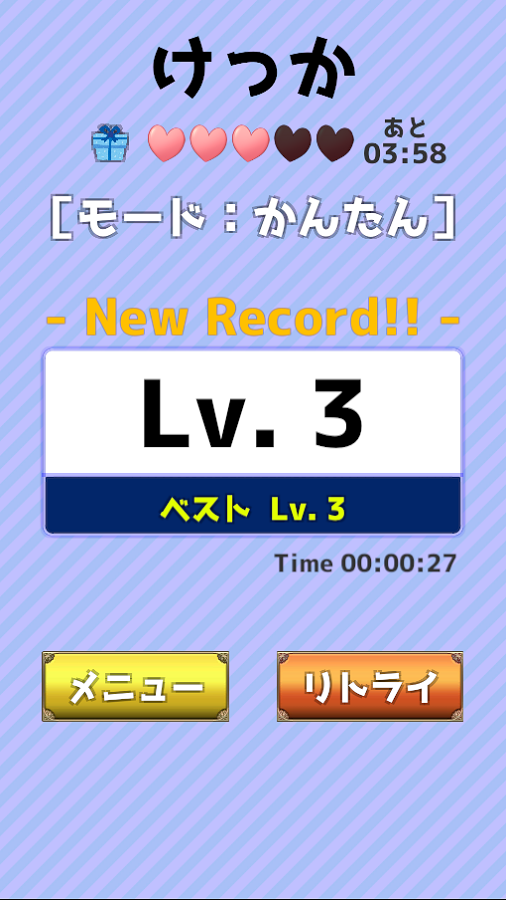 けっか
あと
03:58
[モード：かんたん]
- New Record!! -
Lv. 3
ベスト Lv. 3
Time 00:00:27
メニュー
リトライ